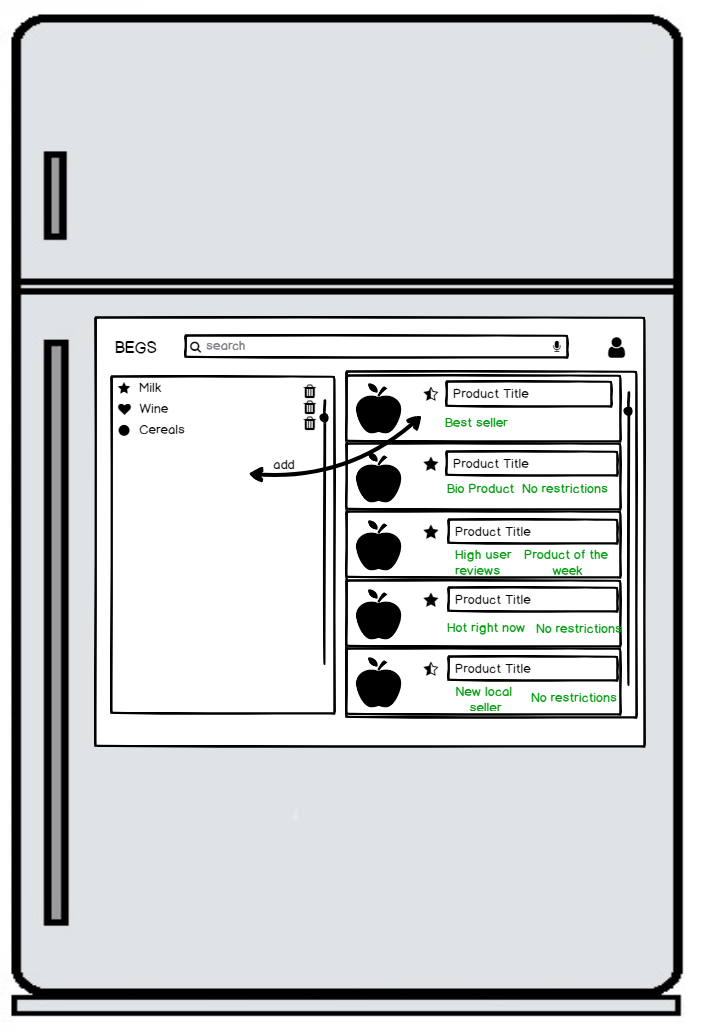 BEGS
search
Milk
Wine
Cereals
add
Product Title
Best seller
Product Title
Bio Product No restrictions
Product Title
High user
reviews
Product of the
week
Product Title
Hot right now No restrictions
Product Title
New local
seller
No restrictions